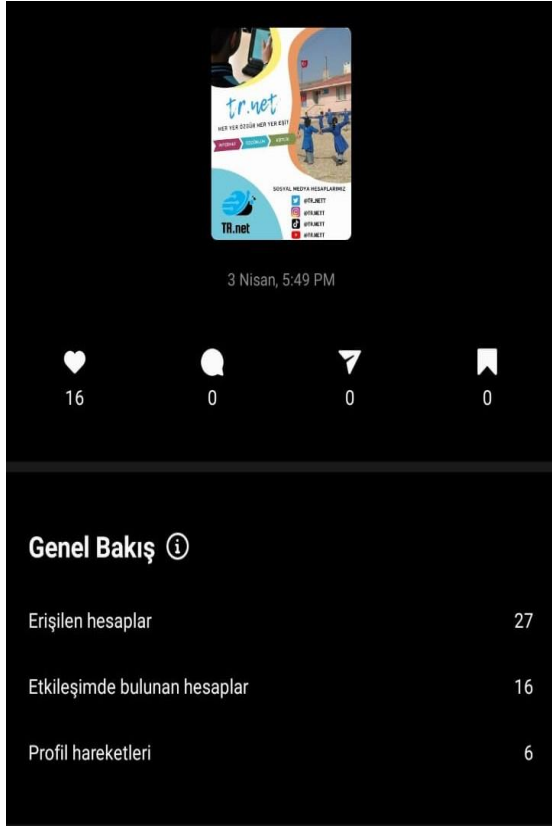 tr.net
HER YER ÖZGÜR HER YER EŞİT
SOSYAL MEDYA HESAPLARIMIZ
@TR.NETT
@TR.NEXT
@TR.NETT
@TR.NETT
TR.net
3 Nisan, 5:49 PM
16 0 0 0
Genel Bakış
Erişilen hesaplar 27
Etkileşimde bulunan hesaplar 16
Profil hareketleri 6